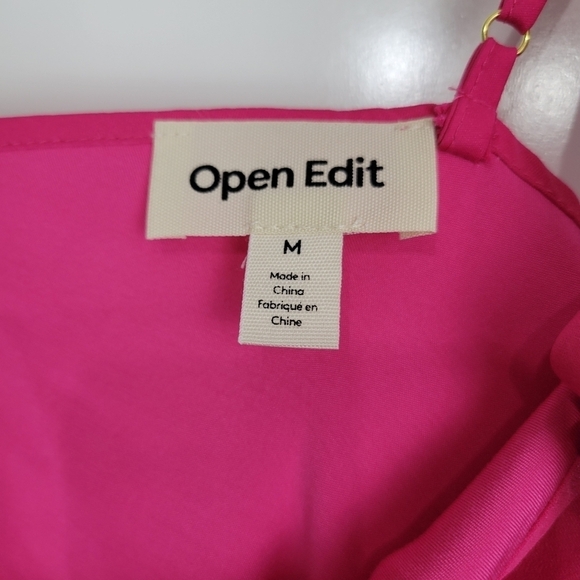 Open Edit
M
Made in
China
Fabriqué en
Chine